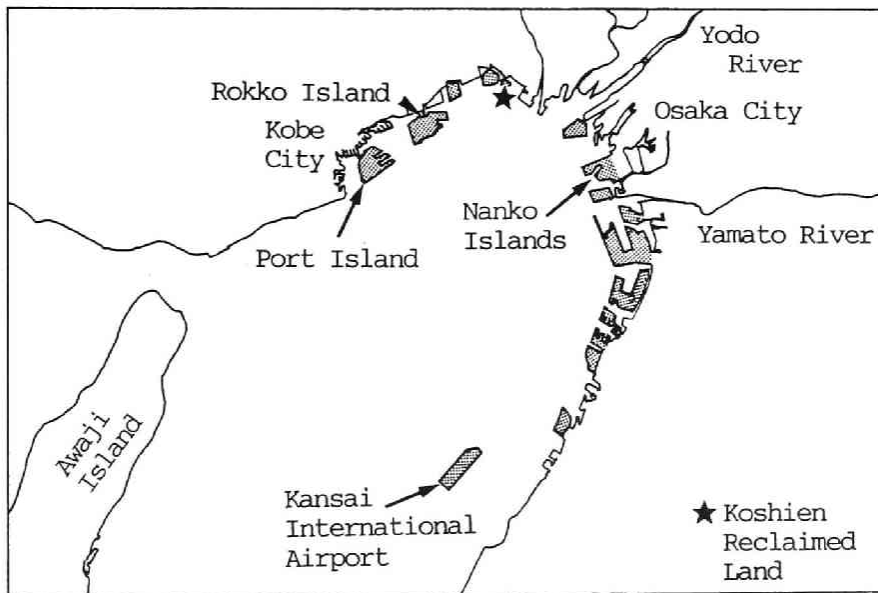 Yodo
River
Rokko Island
Osaka City
Kobe
City
Nanko
Islands
Yamato River
Port Island
Awaji
Island
Kansai
International
Airport
★ Koshien
Reclaimed
Land